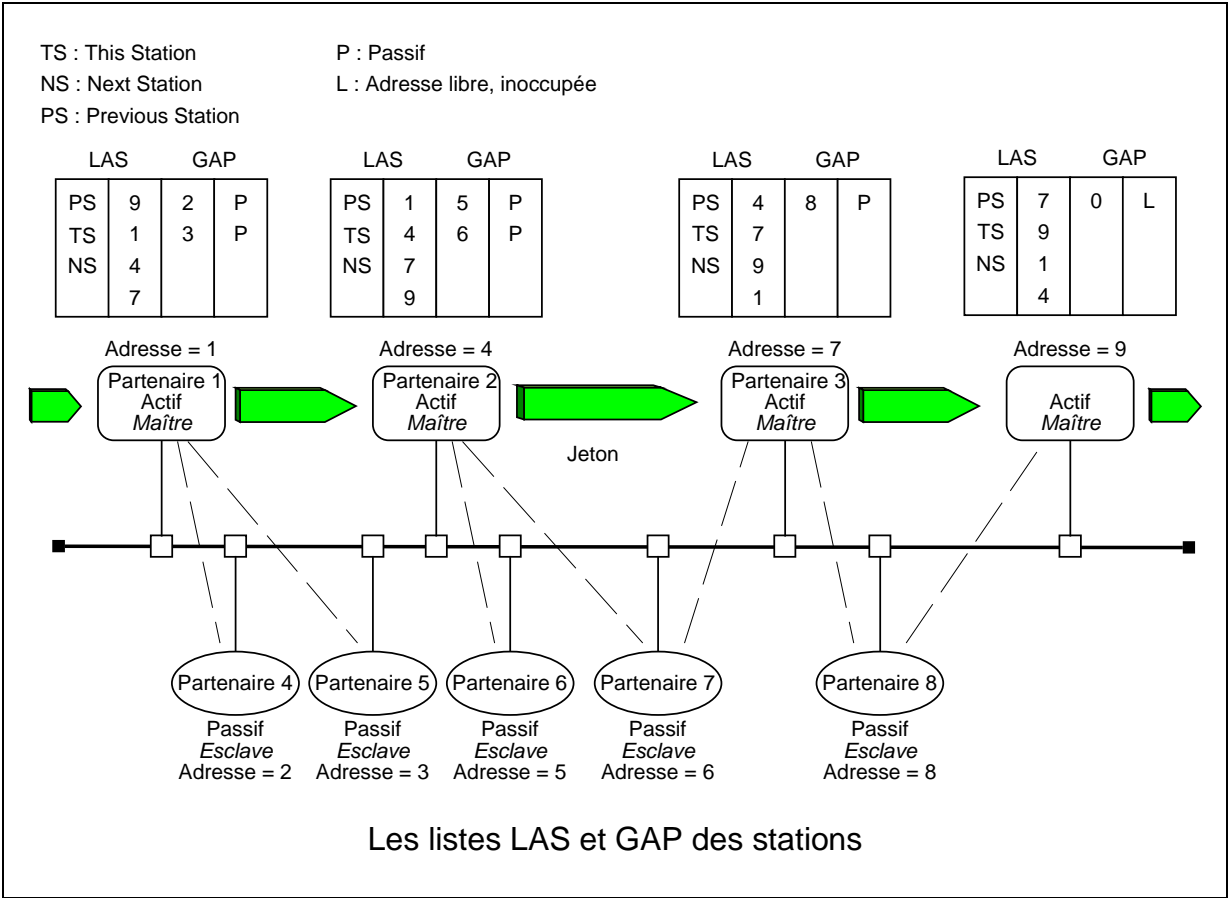 TS : This Station P : Passif
NS : Next Station L : Adresse libre, inoccupée
PS : Previous Station
LAS GAP
PS 9 2 P
TS 1 3 P
NS 4
7
LAS GAP
PS 1 5 P
TS 4 6 P
NS 7
9
LAS GAP
PS 4 8 P
TS 7
NS 9
1
LAS GAP
PS 7 0 L
TS 9
NS 1
4
Adresse = 1
Partenaire 1
Actif
Maître
Adresse = 4
Partenaire 2
Actif
Maître
Jeton
Adresse = 7
Partenaire 3
Actif
Maître
Adresse = 9
Actif
Maître
Partenaire 4
Passif
Esclave
Adresse = 2
Partenaire 5
Passif
Esclave
Adresse = 3
Partenaire 6
Passif
Esclave
Adresse = 5
Partenaire 7
Passif
Esclave
Adresse = 6
Partenaire 8
Passif
Esclave
Adresse = 8
Les listes LAS et GAP des stations